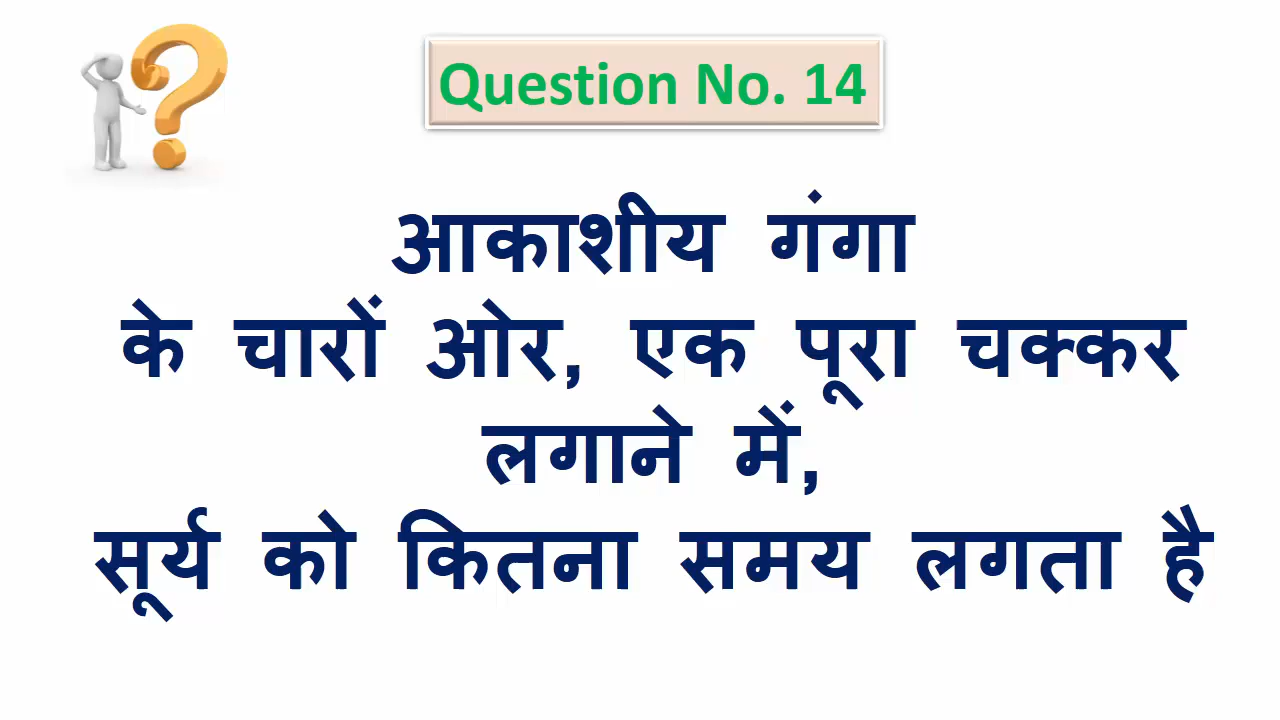 Question No. 14
आकाशीय गंगा
के चारों ओर, एक पूरा चक्कर
लगाने में,
सूर्य को कितना समय लगता है